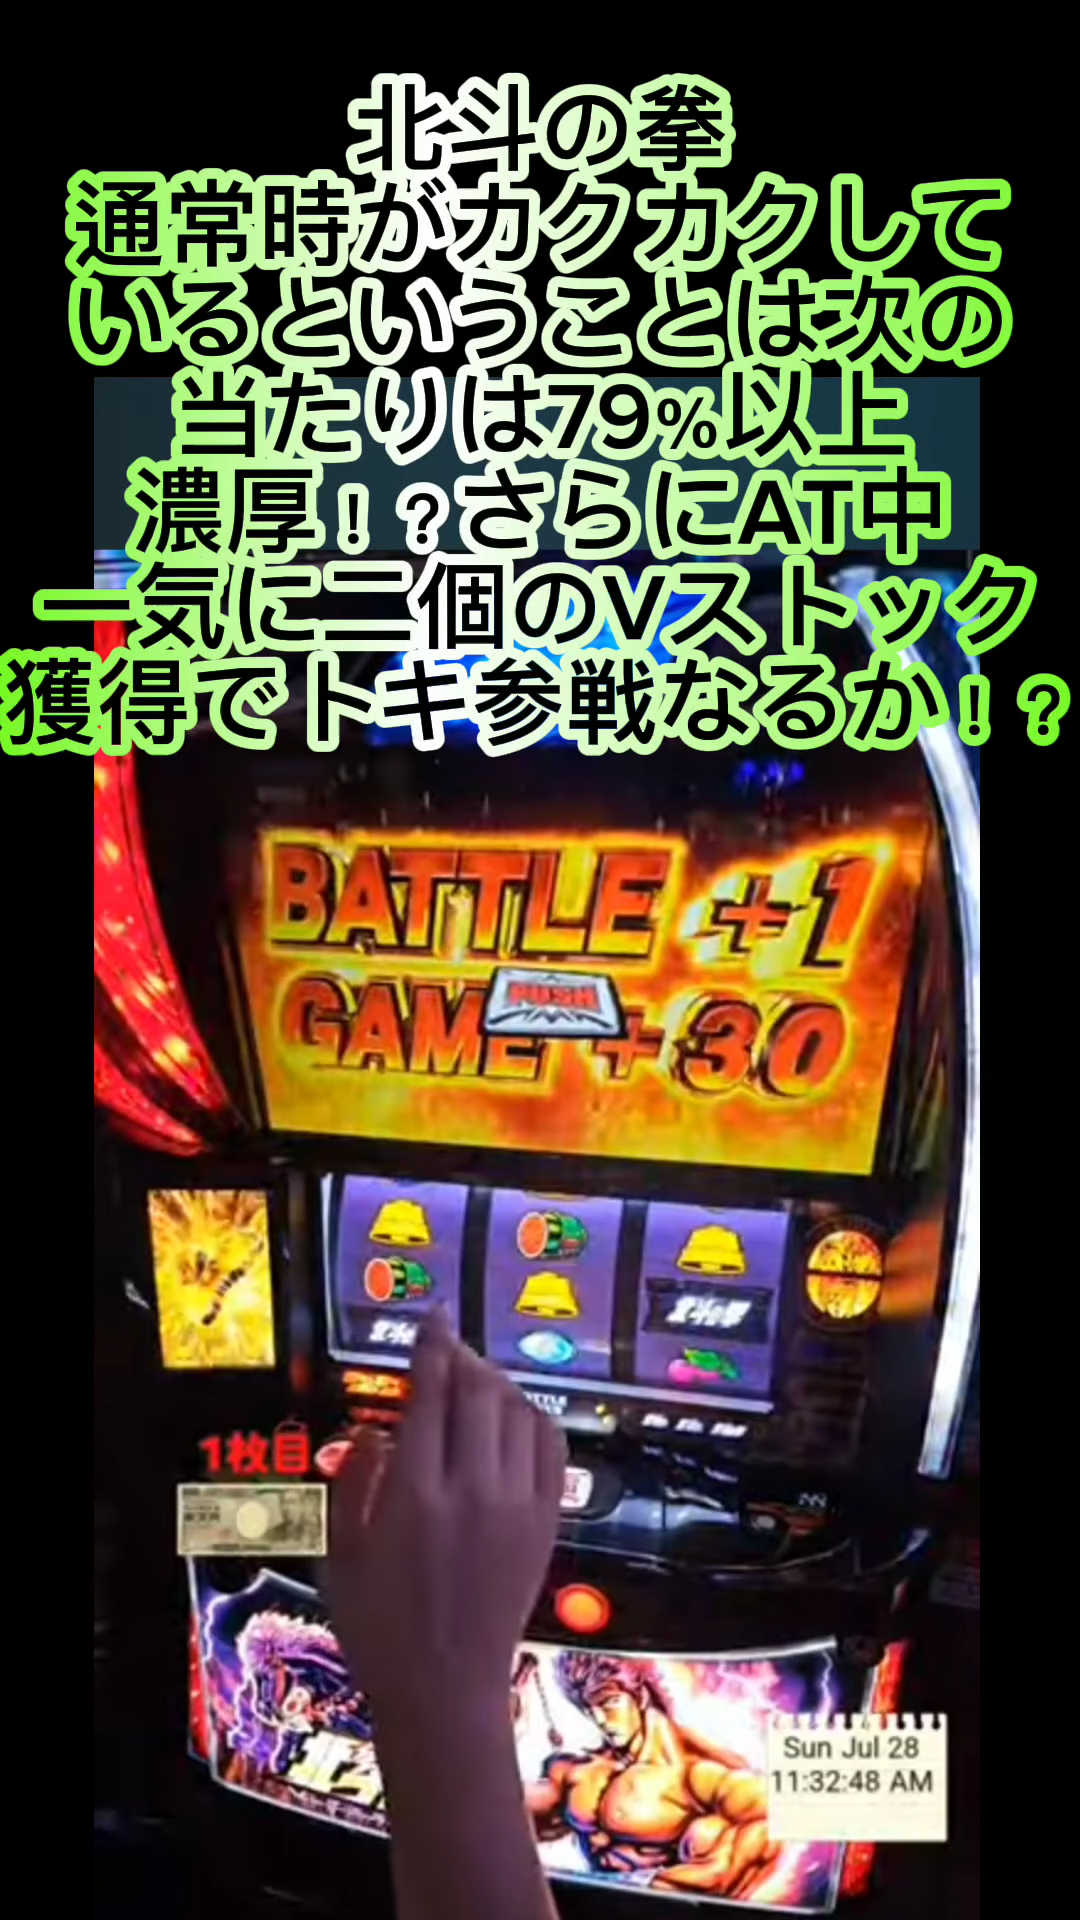 北斗の拳
通常時がカクカクして
いるということは次の
当たりは79%以上
濃厚！？さらにAT中
一気に二個のVストック
獲得でトキ参戦なるか！？
BATTLE +1
PUSH
GAME +30
北斗の拳
1枚目
Sun Jul 28
11:32:48 AM